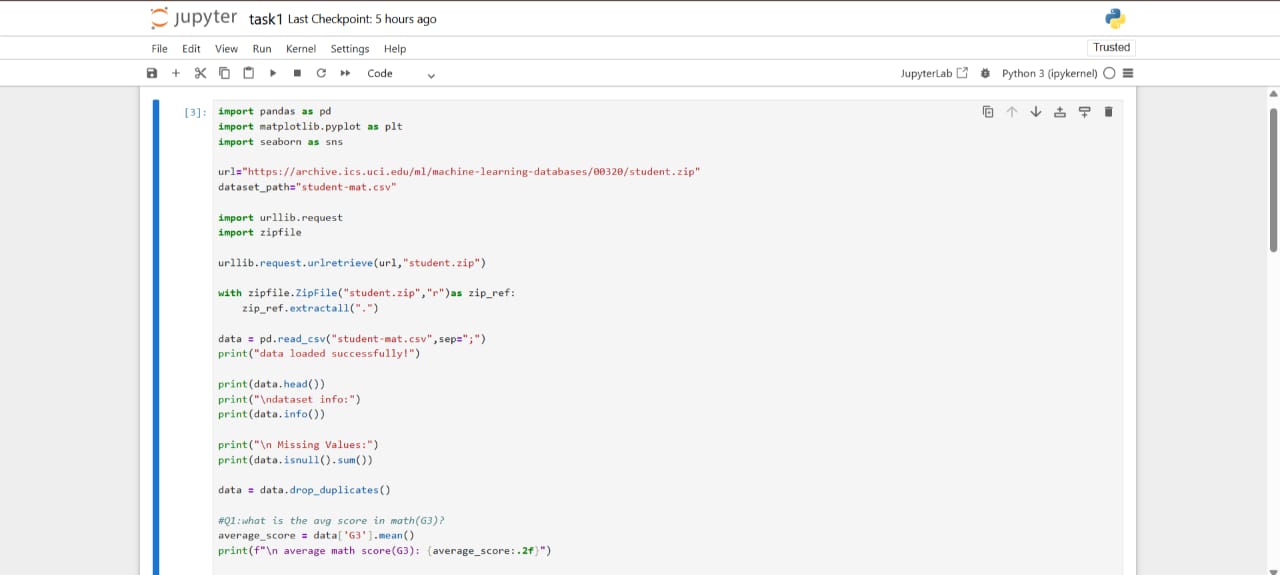 jupyter task1 Last Checkpoint: 5 hours ago
File Edit View Run Kernel Settings Help
Trusted
Code
JupyterLab Python 3 (ipykernel)
[3]: import pandas as pd
import matplotlib.pyplot as plt
import seaborn as sns
url="https://archive.ics.uci.edu/ml/machine-learning-databases/00320/student.zip"
dataset_path="student-mat.csv"
import urllib.request
import zipfile
urllib.request.urlretrieve(url,"student.zip")
with zipfile.ZipFile("student.zip","r")as zip_ref:
    zip_ref.extractall(".")
data = pd.read_csv("student-mat.csv",sep=";")
print("data loaded successfully!")
print(data.head())
print("\ndataset info:")
print(data.info())
print("\n Missing Values:")
print(data.isnull().sum())
data = data.drop_duplicates()
#Q1:what is the avg score in math(G3)?
average_score = data['G3'].mean()
print(f"\n average math score(G3): {average_score:.2f}")